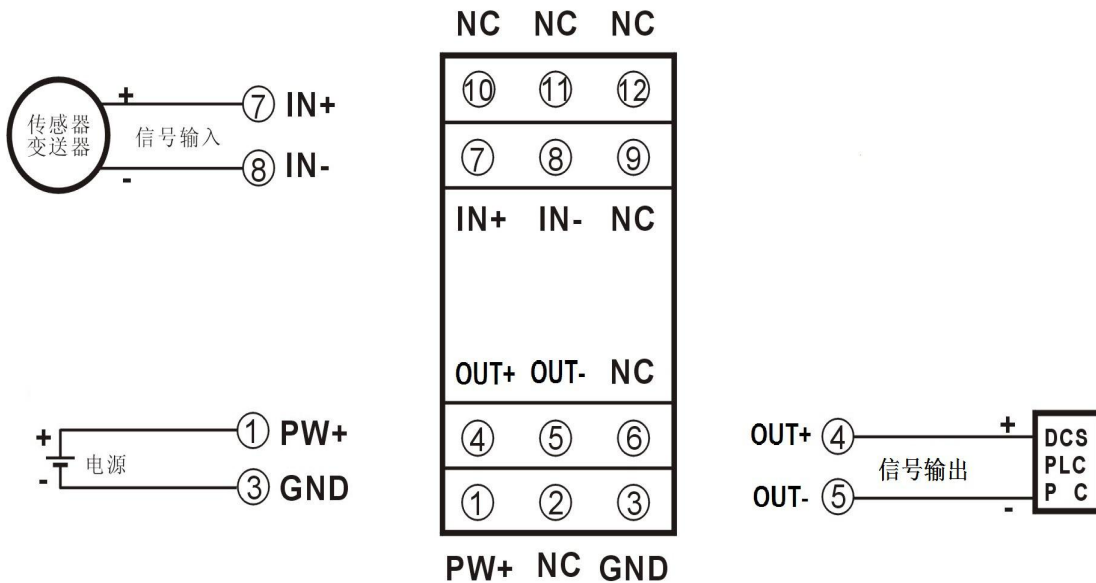 NC NC NC
⑩ ⑪ ⑫
⑦ ⑧ ⑨
IN+ IN- NC
OUT+ OUT- NC
④ ⑤ ⑥
① ② ③
PW+ NC GND
传感器
变送器
+
-
信号输入
⑦ IN+
⑧ IN-
+
-
电源
① PW+
③ GND
OUT+ ④
OUT- ⑤
信号输出
+
-
DCS
PLC
P C